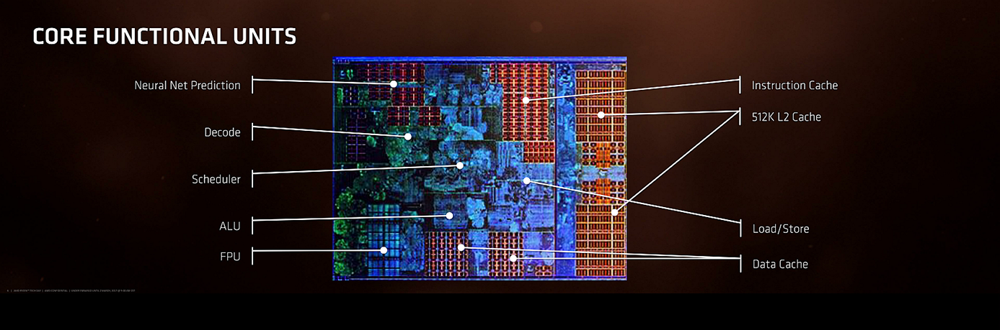 CORE FUNCTIONAL UNITS
Neural Net Prediction
Decode
Scheduler
ALU
FPU
Instruction Cache
512K L2 Cache
Load/Store
Data Cache